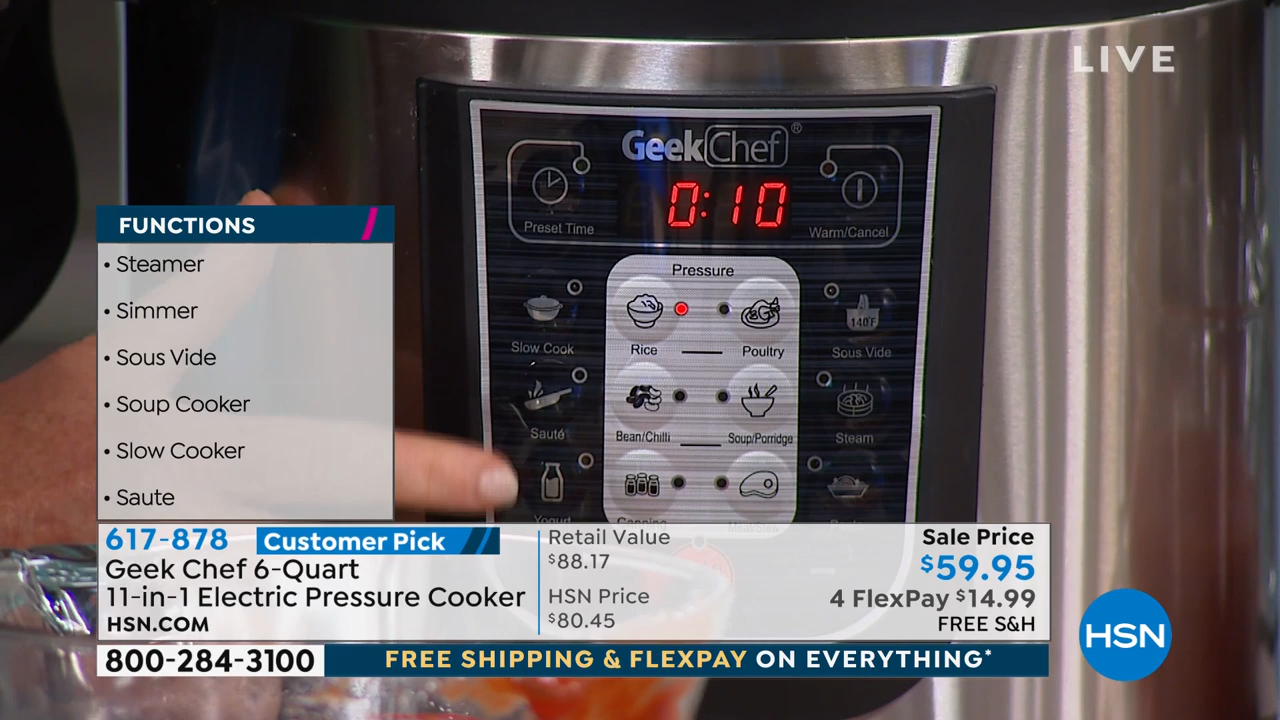 LIVE
GeekChef®
0:10
Preset Time
Warm/Cancel
Pressure
140°F
Slow Cook
Rice
Poultry
Sous Vide
Sauté
Bean/Chilli
Soup/Porridge
Steam
Yogurt
Canning
FUNCTIONS
• Steamer
• Simmer
• Sous Vide
• Soup Cooker
• Slow Cooker
• Saute
617-878
Customer Pick
Geek Chef 6-Quart
11-in-1 Electric Pressure Cooker
HSN.COM
Retail Value
$88.17
HSN Price
$80.45
Sale Price
$59.95
4 FlexPay $14.99
FREE S&H
HSN
800-284-3100
FREE SHIPPING & FLEXPAY ON EVERYTHING*